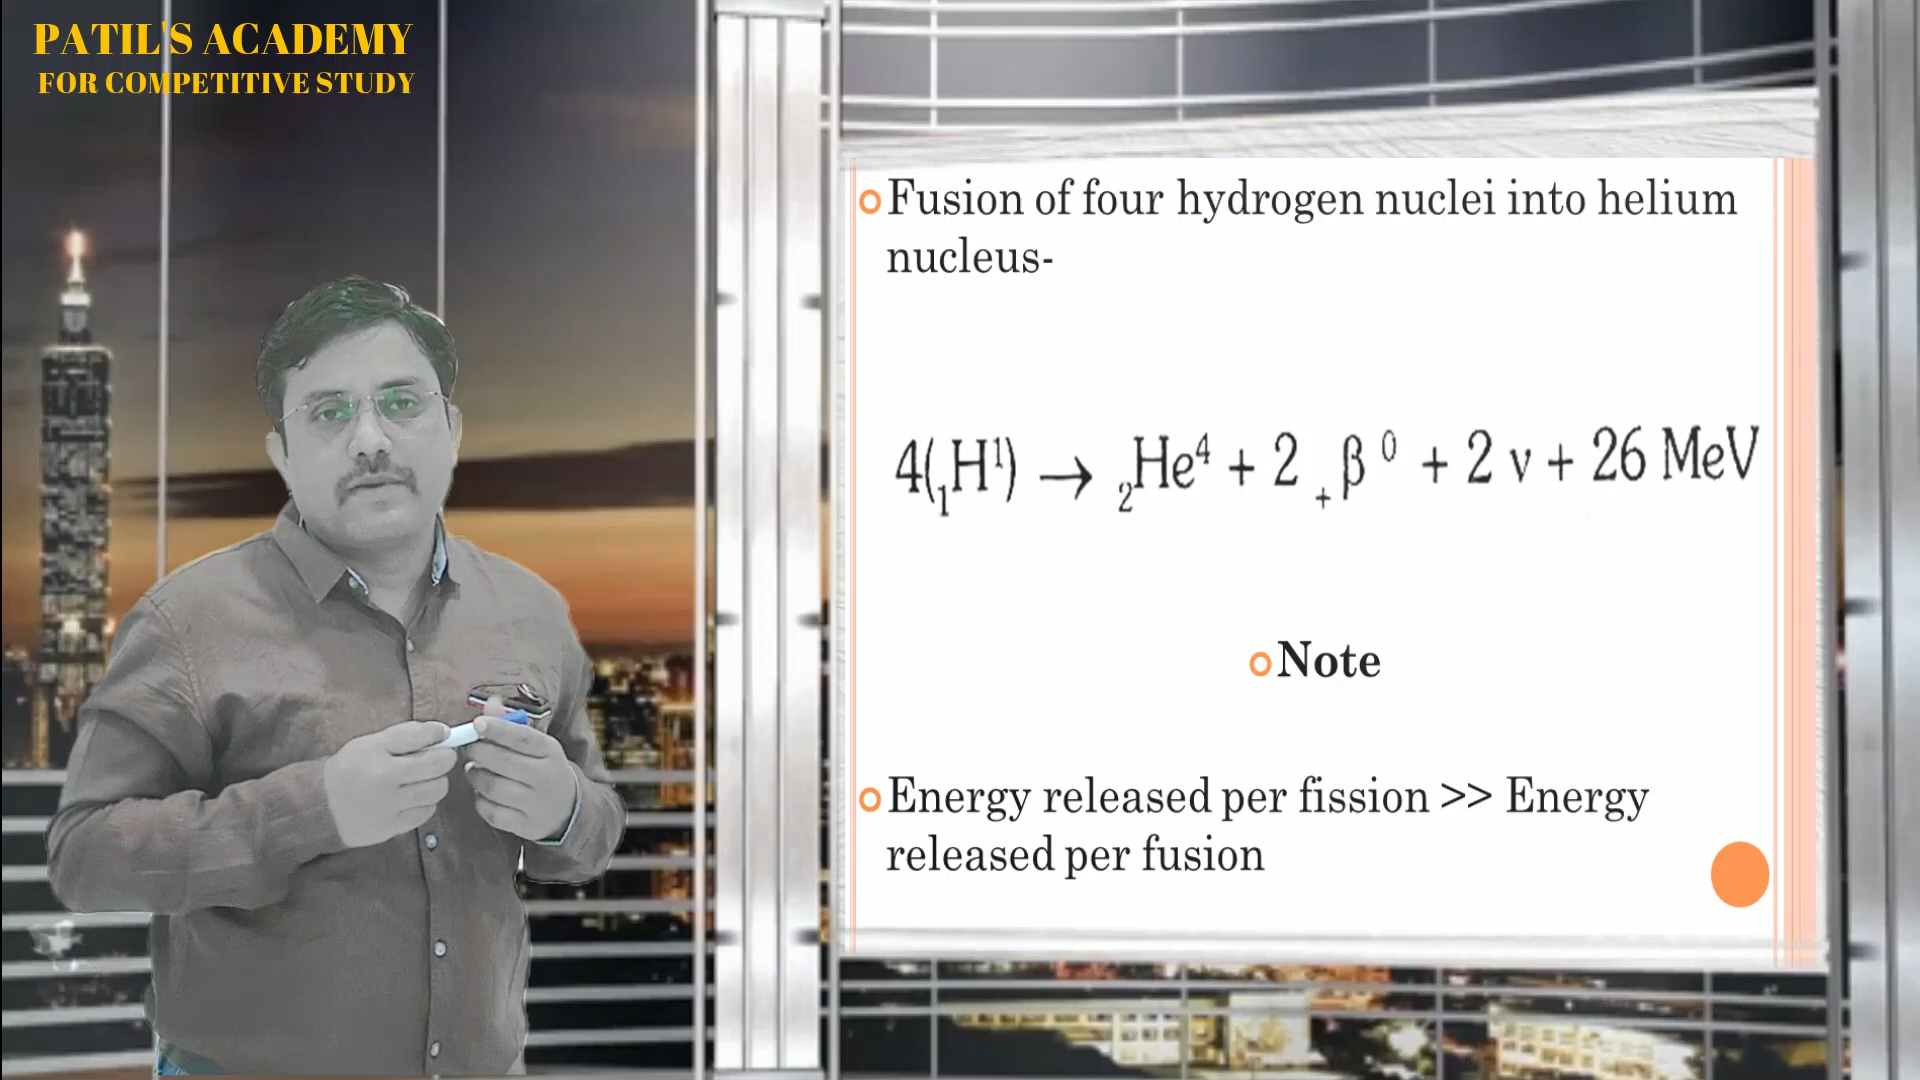 PATIL'S ACADEMY
FOR COMPETITIVE STUDY
Fusion of four hydrogen nuclei into helium
nucleus-
4(₁H¹) → ₂He⁴ + 2 ₊β⁰ + 2 ν + 26 MeV
Note
Energy released per fission >> Energy
released per fusion